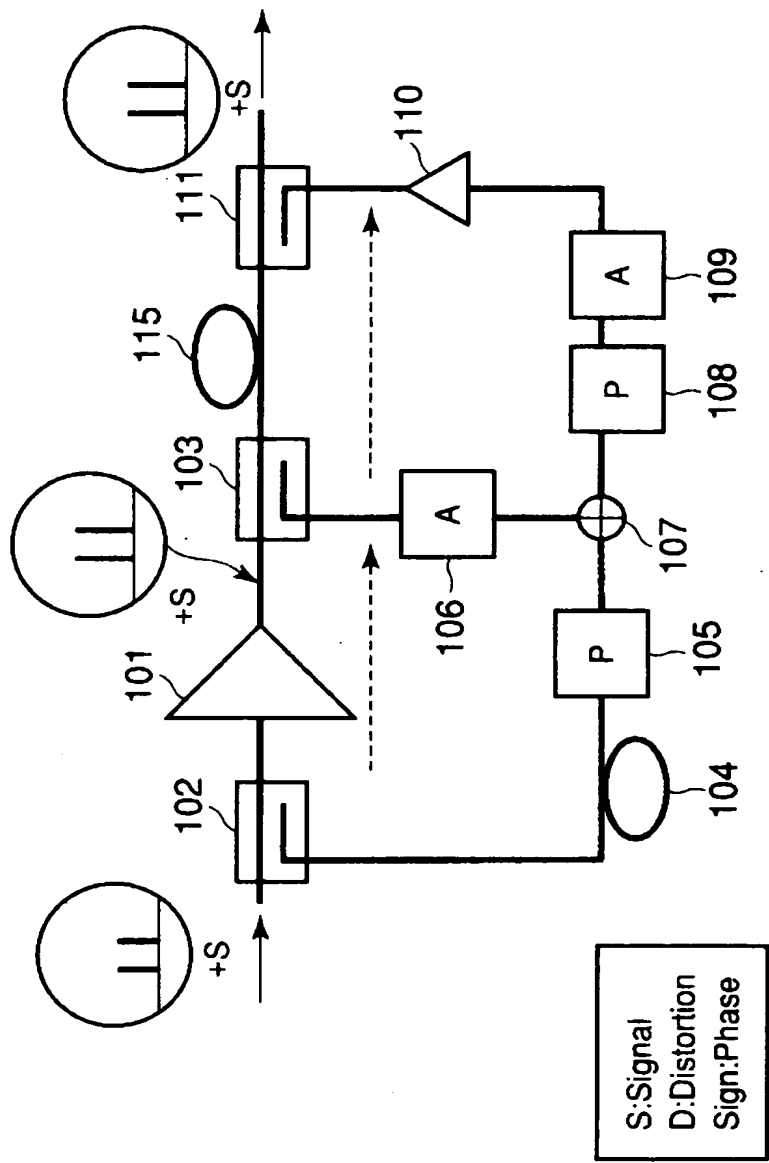 +S
102
101
+S
103
115
111
+S
110
A
106
104
P
105
107
P
108
A
109
S:Signal
D:Distortion
Sign:Phase